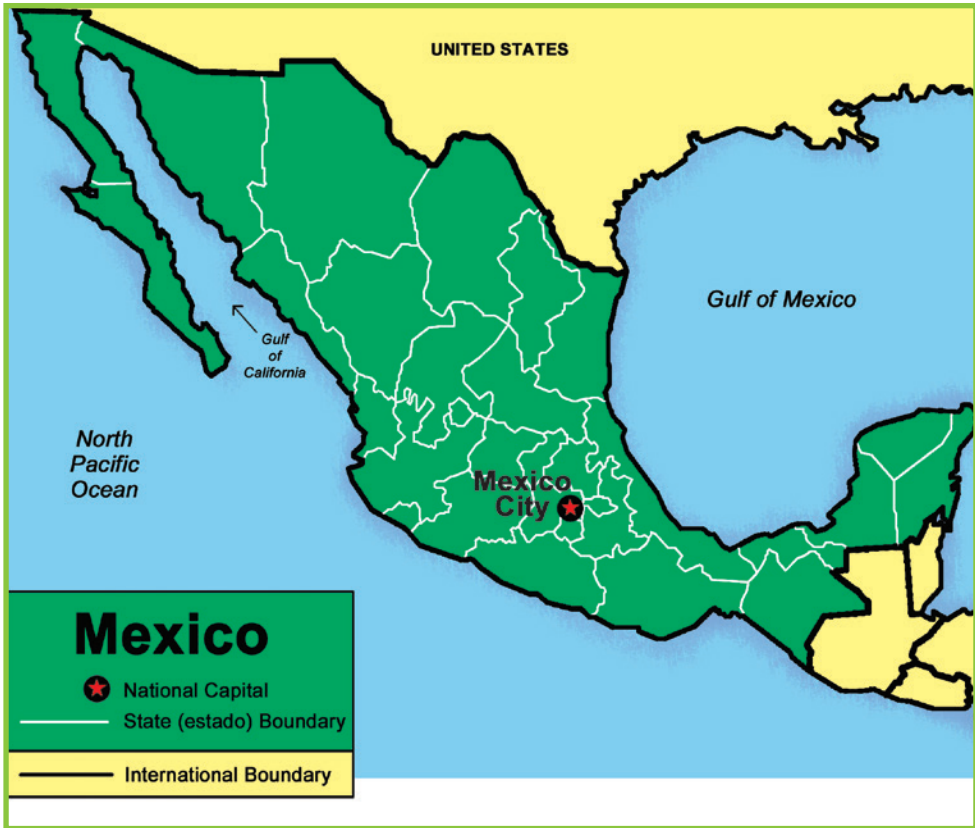 UNITED STATES
Gulf of Mexico
Gulf
of
California
North
Pacific
Ocean
Mexico
City
Mexico
National Capital
State (estado) Boundary
International Boundary